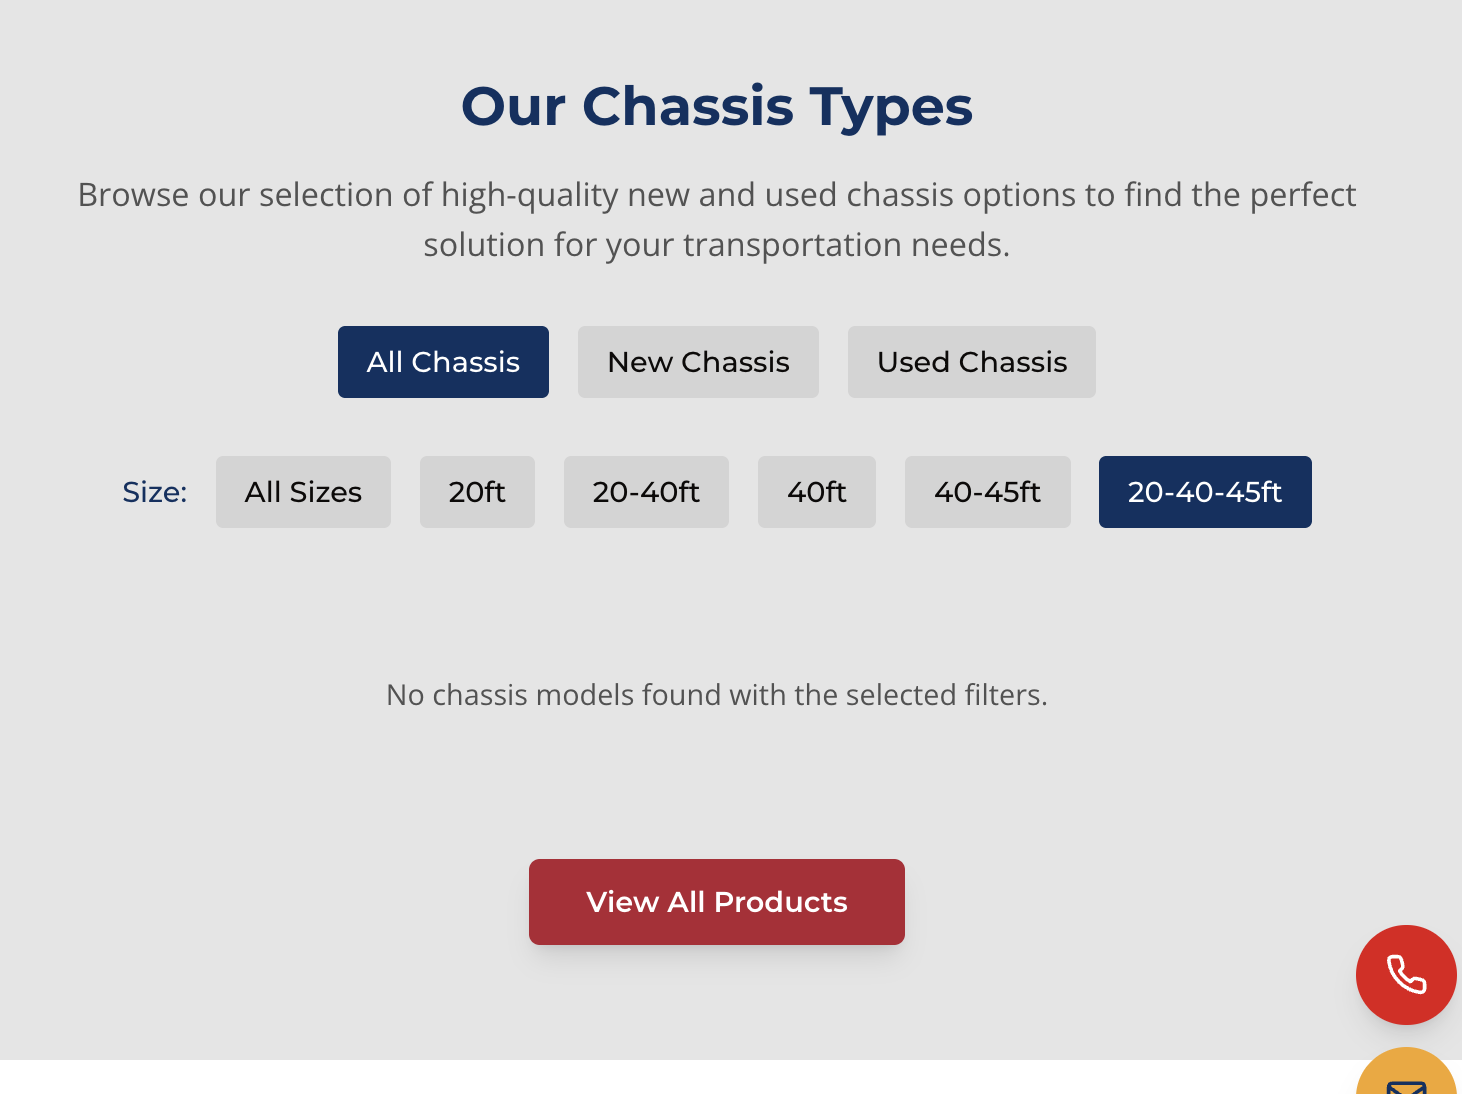 Our Chassis Types
Browse our selection of high-quality new and used chassis options to find the perfect
solution for your transportation needs.
All Chassis New Chassis Used Chassis
Size: All Sizes 20ft 20-40ft 40ft 40-45ft 20-40-45ft
No chassis models found with the selected filters.
View All Products